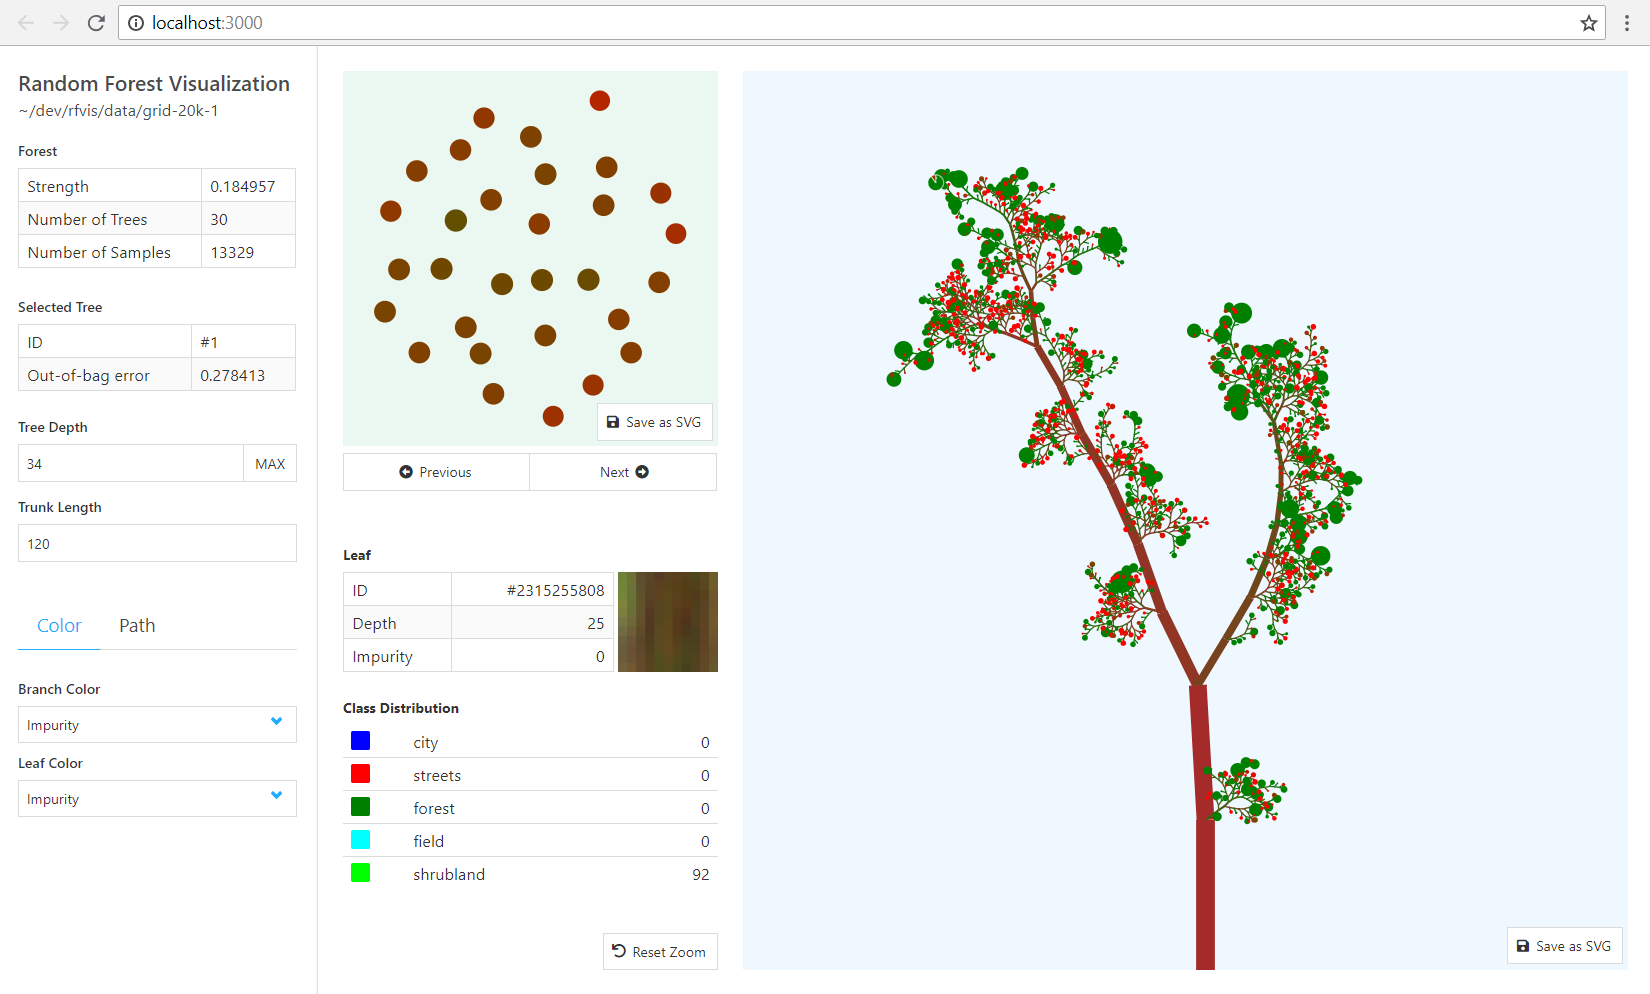 localhost:3000
Random Forest Visualization
~/dev/rfvis/data/grid-20k-1
Forest
Strength 0.184957
Number of Trees 30
Number of Samples 13329
Selected Tree
ID #1
Out-of-bag error 0.278413
Tree Depth
34 MAX
Trunk Length
120
Color Path
Branch Color
Impurity
Leaf Color
Impurity
Save as SVG
Previous Next
Leaf
ID #2315255808
Depth 25
Impurity 0
Class Distribution
city 0
streets 0
forest 0
field 0
shrubland 92
Reset Zoom
Save as SVG